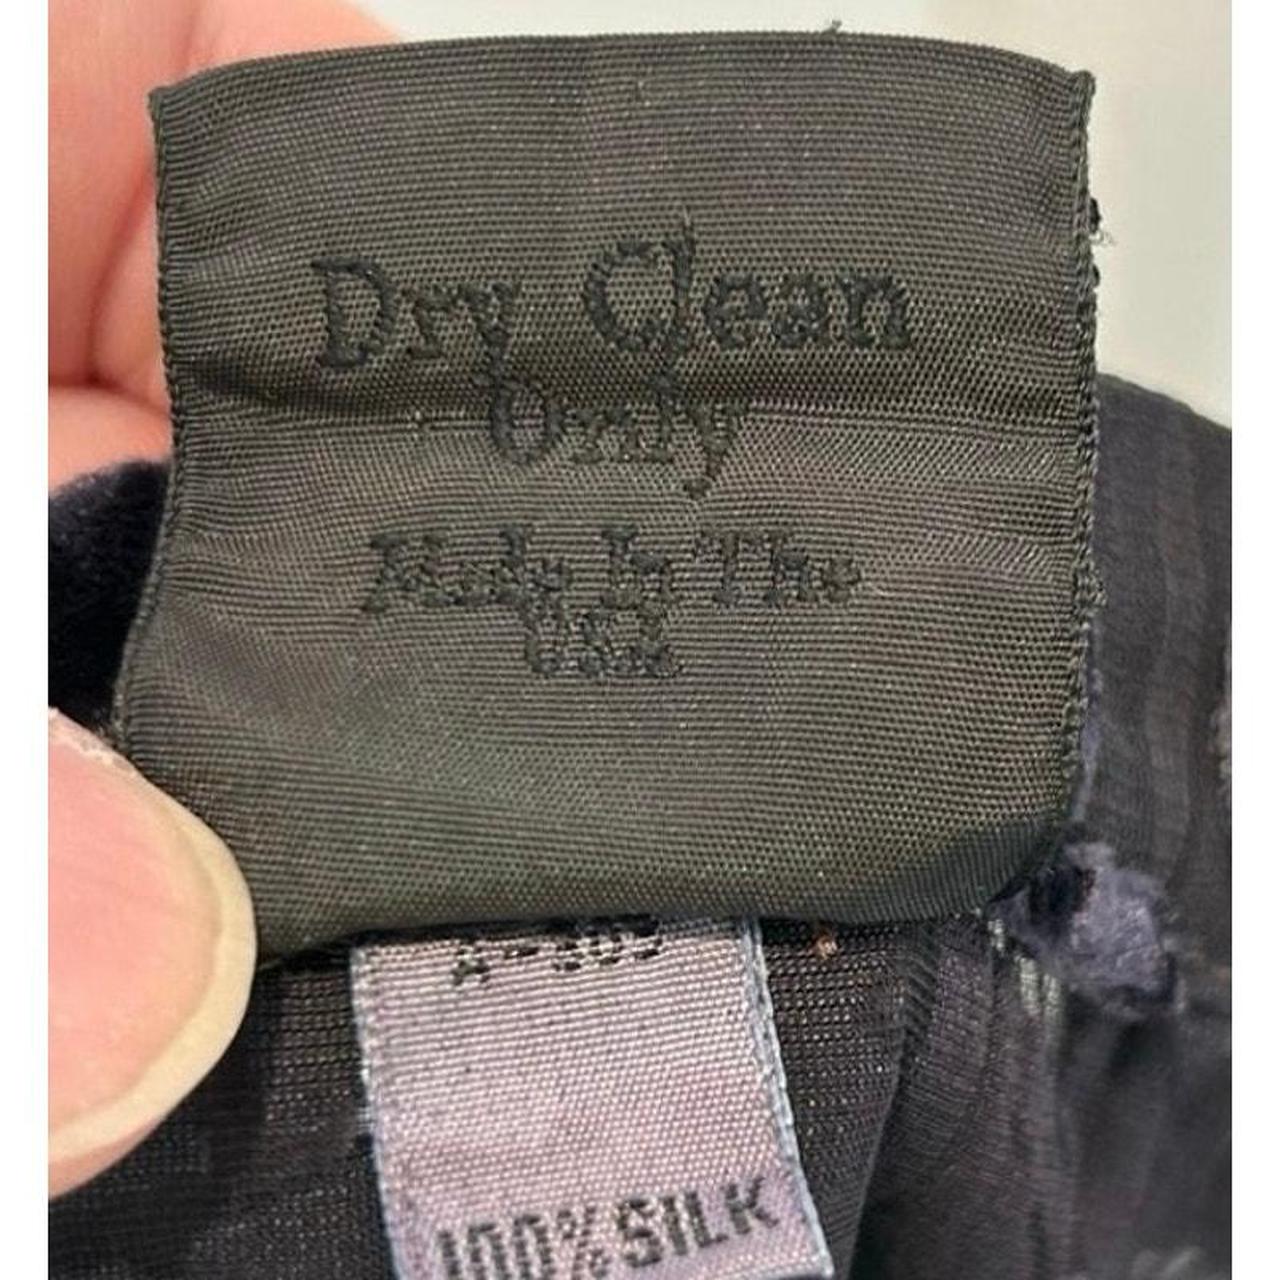 Dry Clean
Only
Made In The
USA
100% SILK